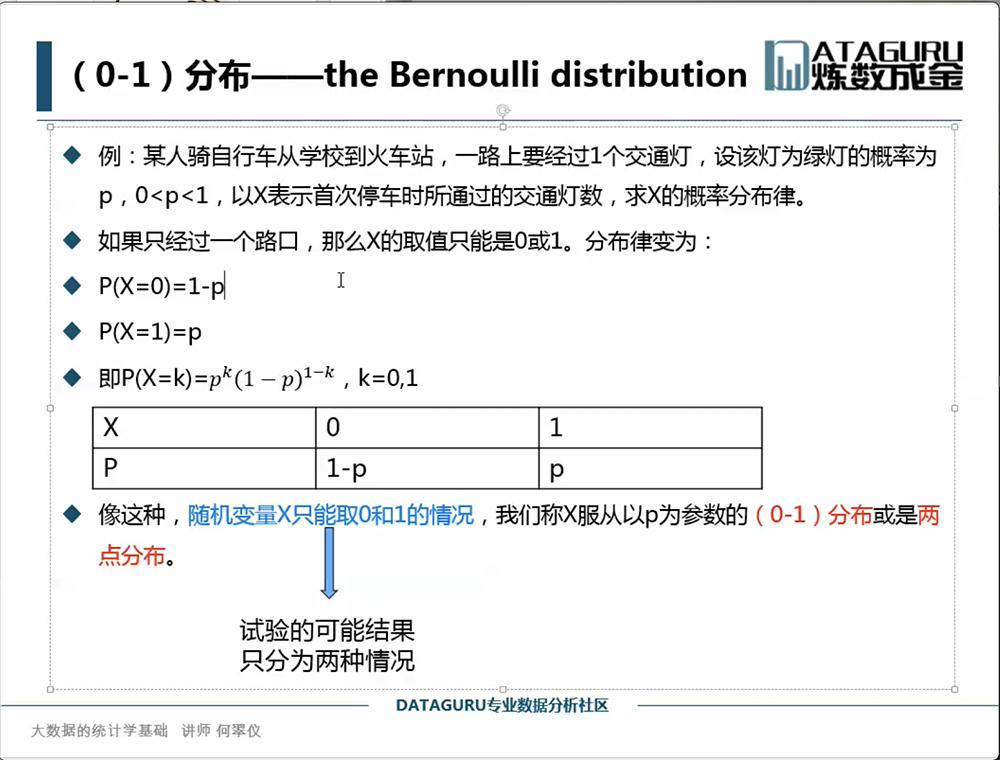 （0-1）分布——the Bernoulli distribution
DATAGURU
炼数成金
例：某人骑自行车从学校到火车站，一路上要经过1个交通灯，设该灯为绿灯的概率为
p，0<p<1，以X表示首次停车时所通过的交通灯数，求X的概率分布律。
如果只经过一个路口，那么X的取值只能是0或1。分布律变为：
P(X=0)=1-p
P(X=1)=p
即P(X=k)=$p^k(1-p)^{1-k}$，k=0,1
X 0 1
P 1-p p
像这种，随机变量X只能取0和1的情况，我们称X服从以p为参数的（0-1）分布或是两
点分布。
试验的可能结果
只分为两种情况
DATAGURU专业数据分析社区
大数据的统计学基础 讲师 何翠仪